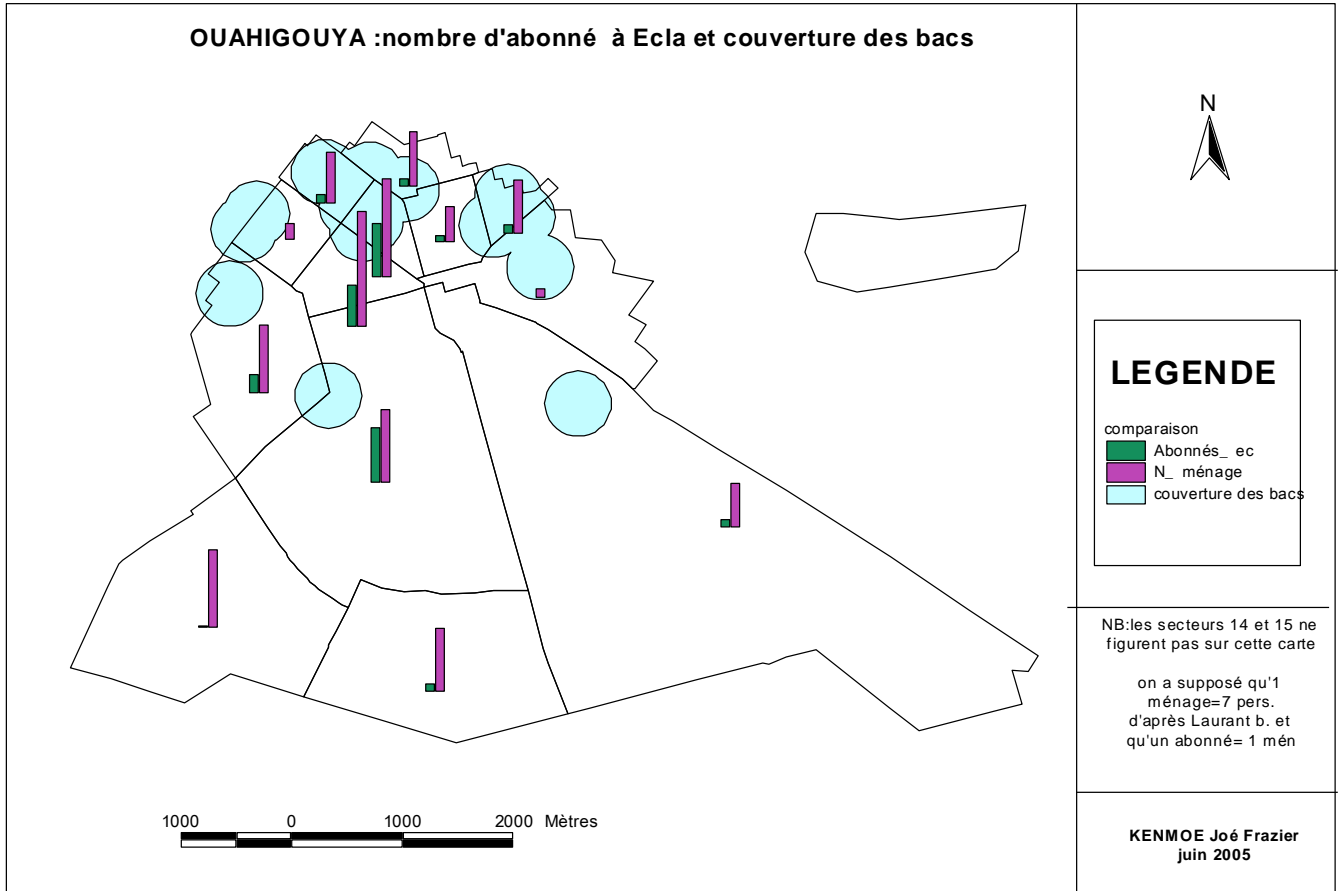 OUAHIGOUYA :nombre d'abonné à Ecla et couverture des bacs
N
LEGENDE
comparaison
Abonnés_ ec
N_ ménage
couverture des bacs
NB:les secteurs 14 et 15 ne
figurent pas sur cette carte
on a supposé qu'1
ménage=7 pers.
d'après Laurant b. et
qu'un abonné= 1 mén
1000 0 1000 2000 Mètres
KENMOE Joé Frazier
juin 2005